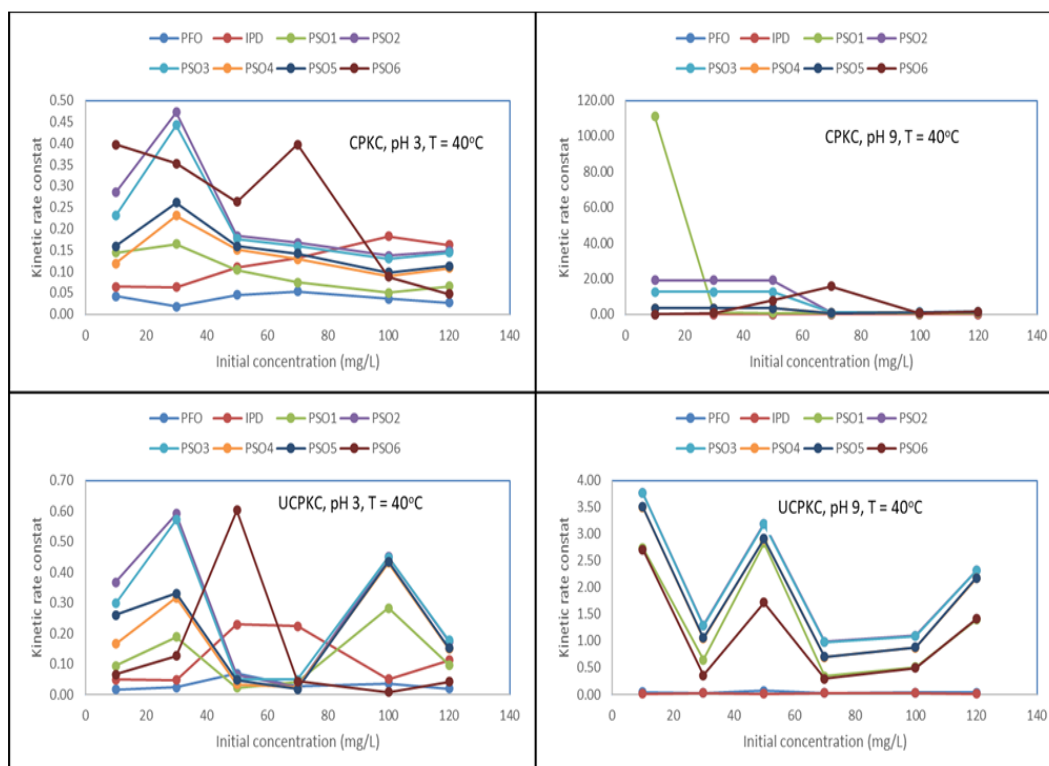 PFO IPD PSO1 PSO2
PSO3 PSO4 PSO5 PSO6
0.50
0.45
0.40
0.35
0.30
0.25
0.20
0.15
0.10
0.05
0.00
Kinetic rate constat
CPKC, pH 3, T = 40°C
0 20 40 60 80 100 120 140
Initial concentration (mg/L)
PFO IPD PSO1 PSO2
PSO3 PSO4 PSO5 PSO6
120.00
100.00
80.00
60.00
40.00
20.00
0.00
Kinetic rate constat
CPKC, pH 9, T = 40°C
0 20 40 60 80 100 120 140
Initial concentration (mg/L)
PFO IPD PSO1 PSO2
PSO3 PSO4 PSO5 PSO6
0.70
0.60
0.50
0.40
0.30
0.20
0.10
0.00
Kinetic rate constat
UCPKC, pH 3, T = 40°C
0 20 40 60 80 100 120 140
Initial concentration (mg/L)
PFO IPD PSO1 PSO2
PSO3 PSO4 PSO5 PSO6
4.00
3.50
3.00
2.50
2.00
1.50
1.00
0.50
0.00
Kinetic rate constat
UCPKC, pH 9, T = 40°C
0 20 40 60 80 100 120 140
Initial concentration (mg/L)